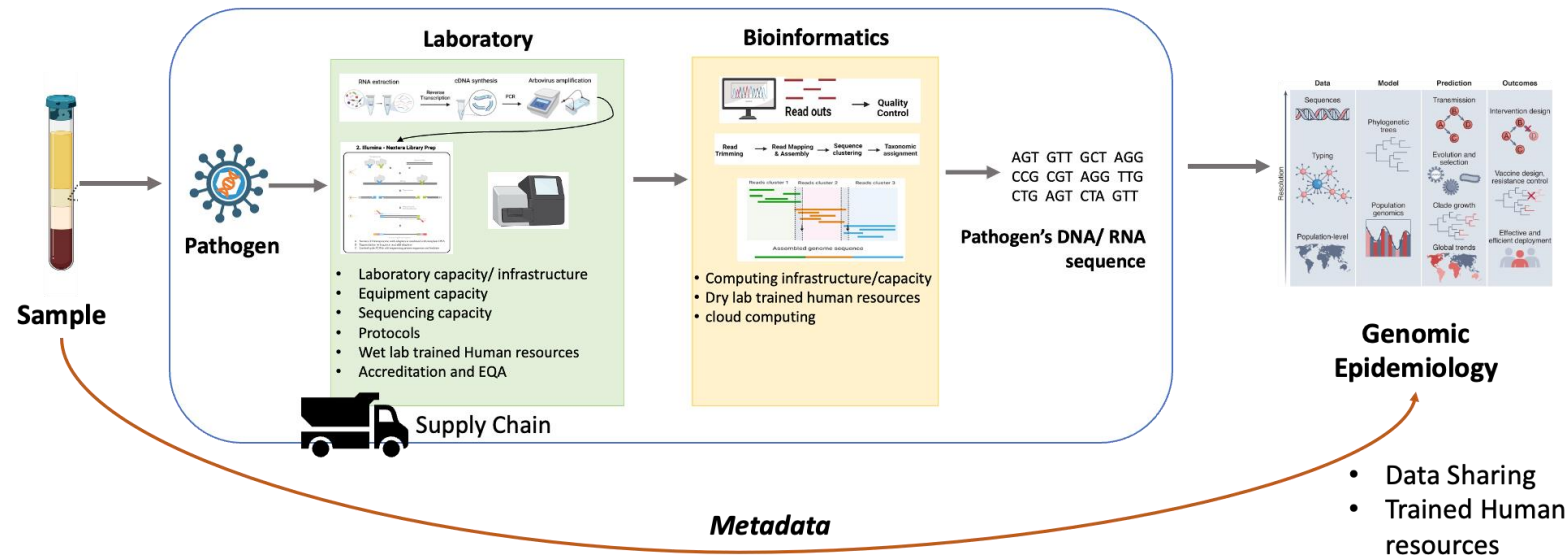 Laboratory
Bioinformatics
RNA extraction
cDNA synthesis
Arbovirus amplification
Reverse
Transcription
PCR
2. Illumina - Nextera Library Prep
Read outs
Quality
Control
Read
Trimming
Read Mapping
& Assembly
Sequence
clustering
Taxonomic
assignment
Reads cluster 1
Reads cluster 2
Reads cluster 3
Assembled genome sequence
• Laboratory capacity/ infrastructure
• Equipment capacity
• Sequencing capacity
• Protocols
• Wet lab trained Human resources
• Accreditation and EQA
• Computing infrastructure/capacity
• Dry lab trained human resources
• cloud computing
Sample
Pathogen
AGT GTT GCT AGG
CCG CGT AGG TTG
CTG AGT CTA GTT
Pathogen's DNA/ RNA
sequence
Data
Model
Prediction
Outcomes
Resolution
Sequences
Typing
Population-level
Phylogenetic
trees
Population
genomics
Transmission
A
B
C
D
Evolution and
selection
Clade growth
Global trends
Intervention design
A
B
C
D
Vaccine design,
resistance control
Effective and
efficient deployment
Genomic
Epidemiology
Supply Chain
Metadata
• Data Sharing
• Trained Human
resources